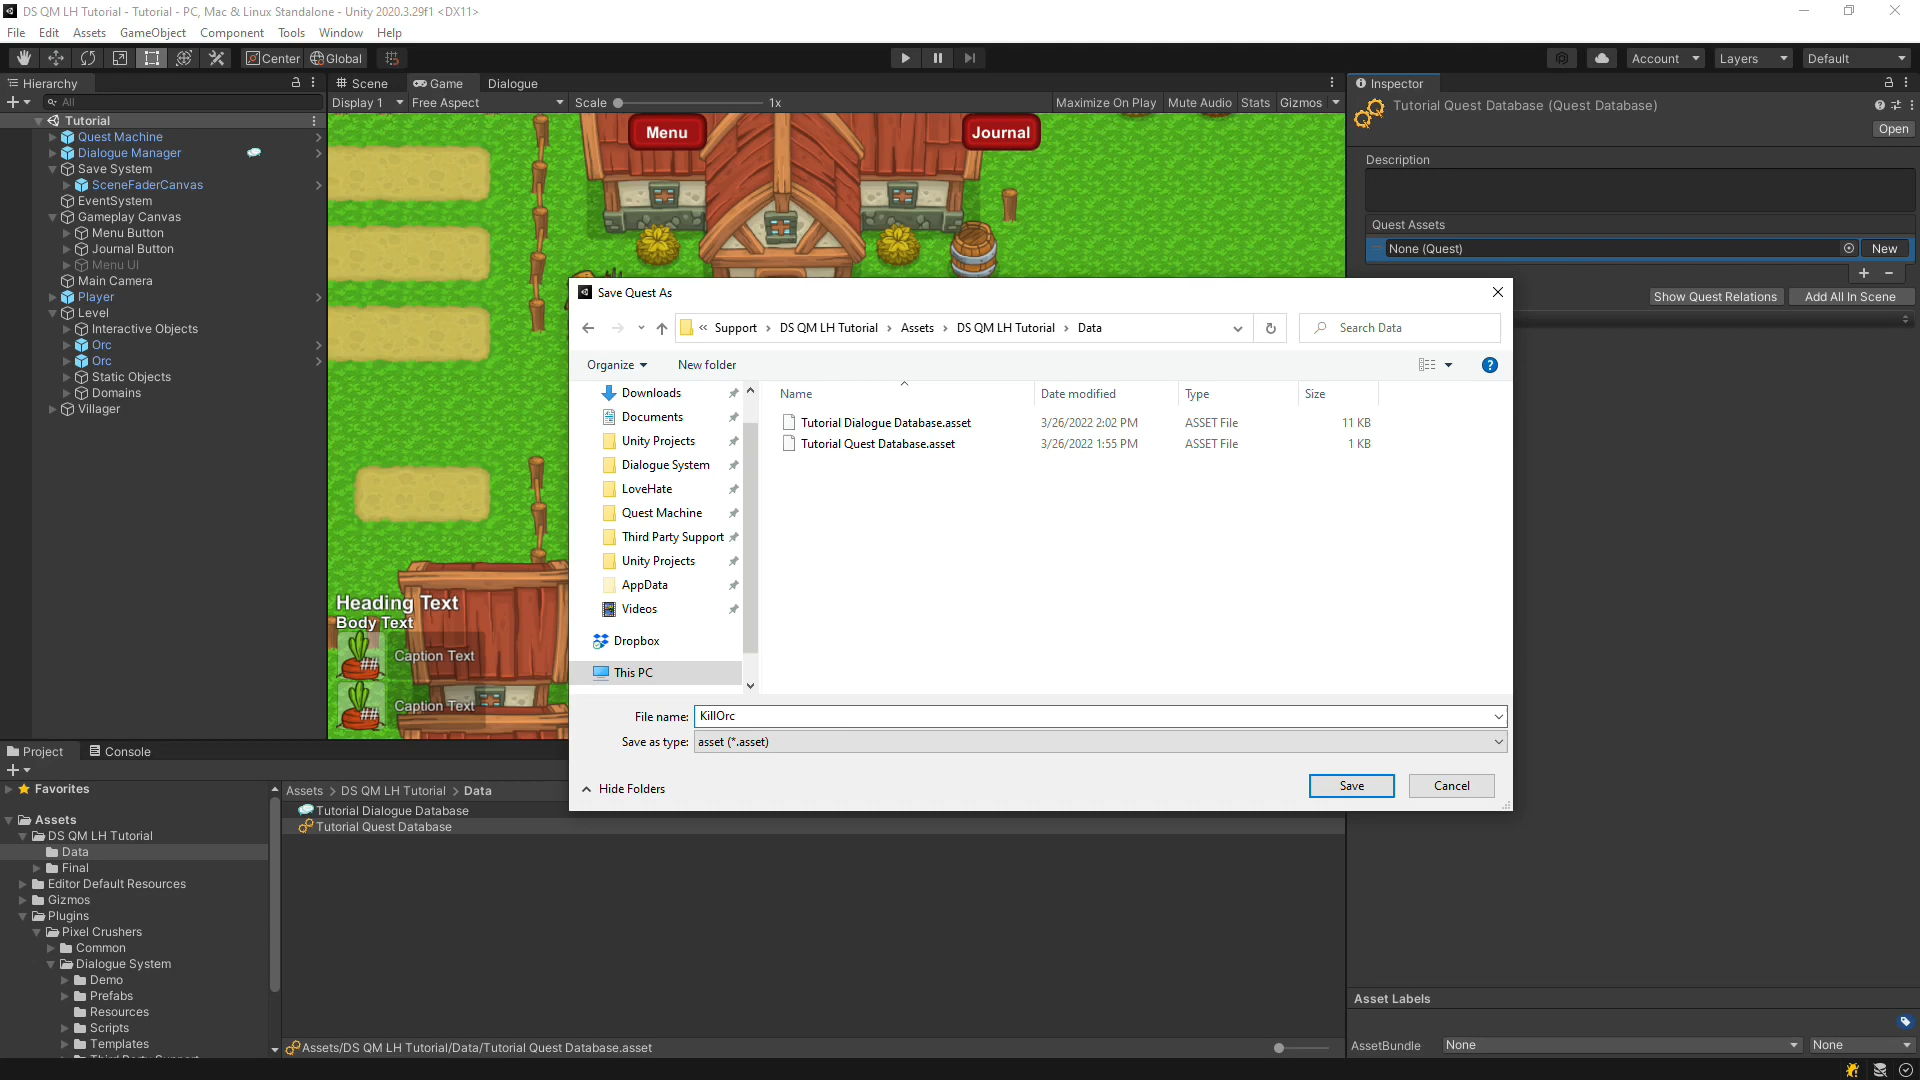 DS QM LH Tutorial - Tutorial - PC, Mac & Linux Standalone - Unity 2020.3.29f1 <DX11>
File Edit Assets GameObject Component Tools Window Help
Center Global Account Layers Default
Hierarchy
All
Tutorial
Quest Machine
Dialogue Manager
Save System
SceneFaderCanvas
EventSystem
Gameplay Canvas
Menu Button
Journal Button
Menu UI
Main Camera
Player
Level
Interactive Objects
Orc
Orc
Static Objects
Domains
Villager
Scene Game Dialogue
Display 1 Free Aspect Scale 1x Maximize On Play Mute Audio Stats Gizmos
Menu
Journal
Heading Text
Body Text
## Caption Text
## Caption Text
Inspector
Tutorial Quest Database (Quest Database)
Open
Description
Quest Assets
None (Quest) New
+ −
Show Quest Relations Add All In Scene
Save Quest As
« Support › DS QM LH Tutorial › Assets › DS QM LH Tutorial › Data
Search Data
Organize New folder
Downloads
Documents
Unity Projects
Dialogue System
LoveHate
Quest Machine
Third Party Support
Unity Projects
AppData
Videos
Dropbox
This PC
Name Date modified Type Size
Tutorial Dialogue Database.asset 3/26/2022 2:02 PM ASSET File 11 KB
Tutorial Quest Database.asset 3/26/2022 1:55 PM ASSET File 1 KB
File name: KillOrc
Save as type: asset (*.asset)
Hide Folders
Save Cancel
Project Console
Favorites
Assets
DS QM LH Tutorial
Data
Final
Editor Default Resources
Gizmos
Plugins
Pixel Crushers
Common
Dialogue System
Demo
Prefabs
Resources
Scripts
Templates
Assets > DS QM LH Tutorial > Data
Tutorial Dialogue Database
Tutorial Quest Database
Assets/DS QM LH Tutorial/Data/Tutorial Quest Database.asset
Asset Labels
AssetBundle None None